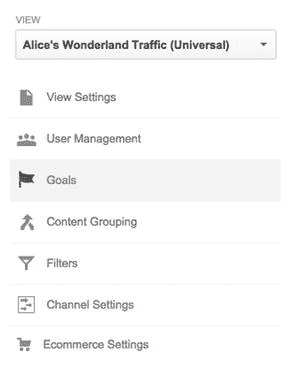 VIEW
Alice's Wonderland Traffic (Universal)
View Settings
User Management
Goals
Content Grouping
Filters
Channel Settings
Ecommerce Settings